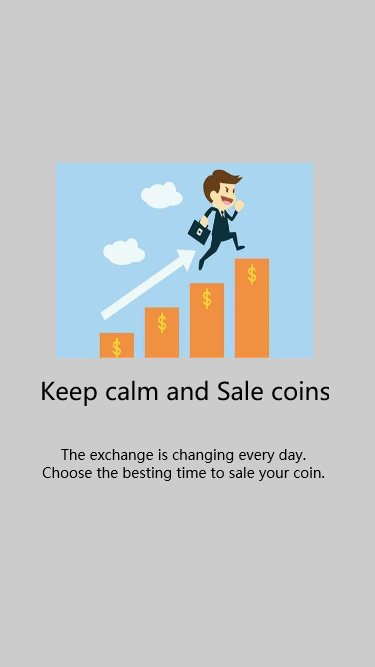 $ $ $ $
Keep calm and Sale coins
The exchange is changing every day.
Choose the besting time to sale your coin.